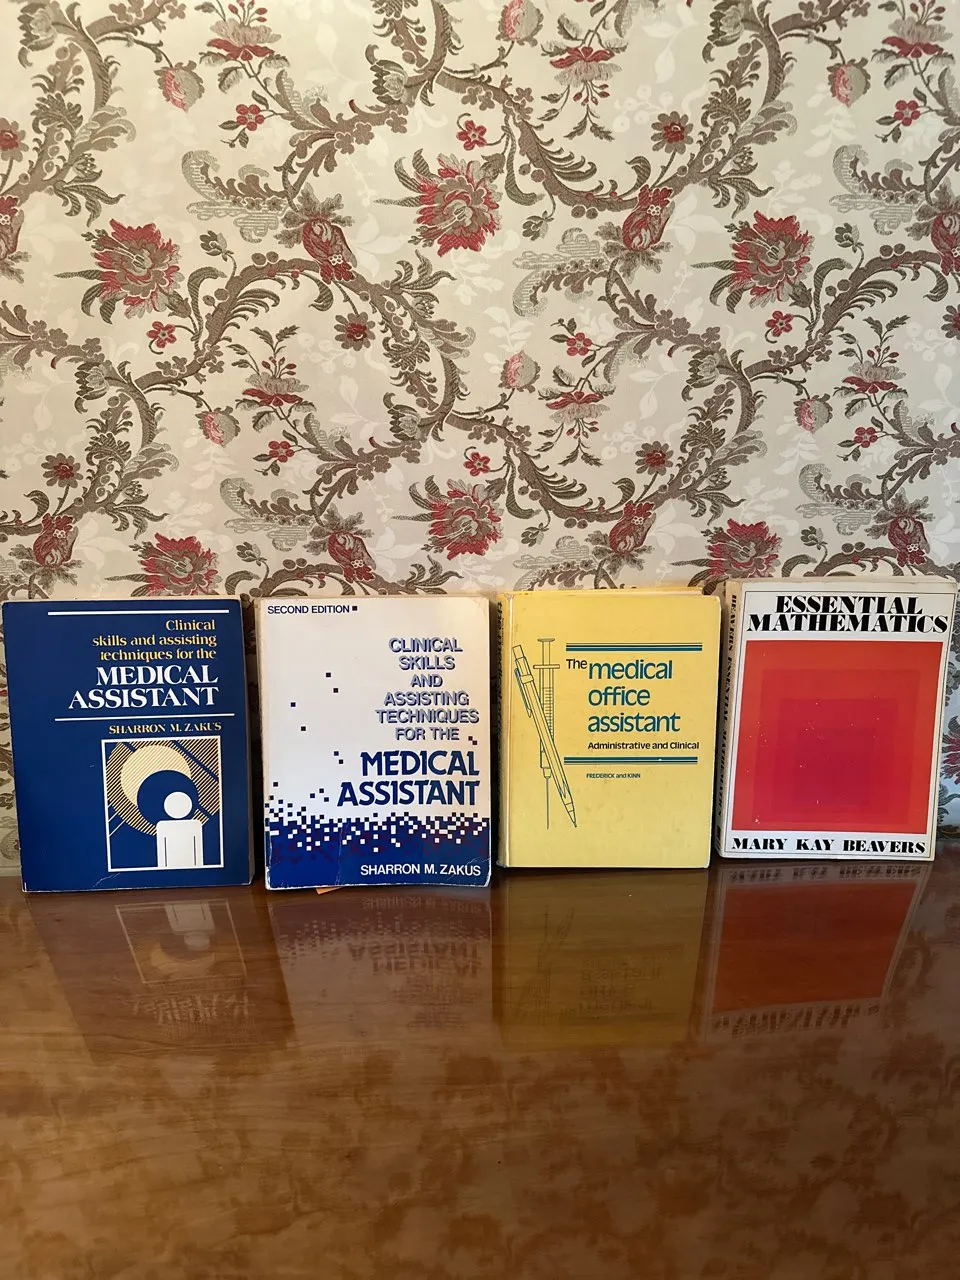 Clinical
skills and assisting
techniques for the
MEDICAL
ASSISTANT
SHARRON M. ZAKUS
SECOND EDITION
CLINICAL
SKILLS
AND
ASSISTING
TECHNIQUES
FOR THE
MEDICAL
ASSISTANT
SHARRON M. ZAKUS
The medical
office
assistant
Administrative and Clinical
FREDERICK and KINN
BEAVERS ESSENTIAL
ESSENTIAL
MATHEMATICS
MARY KAY BEAVERS